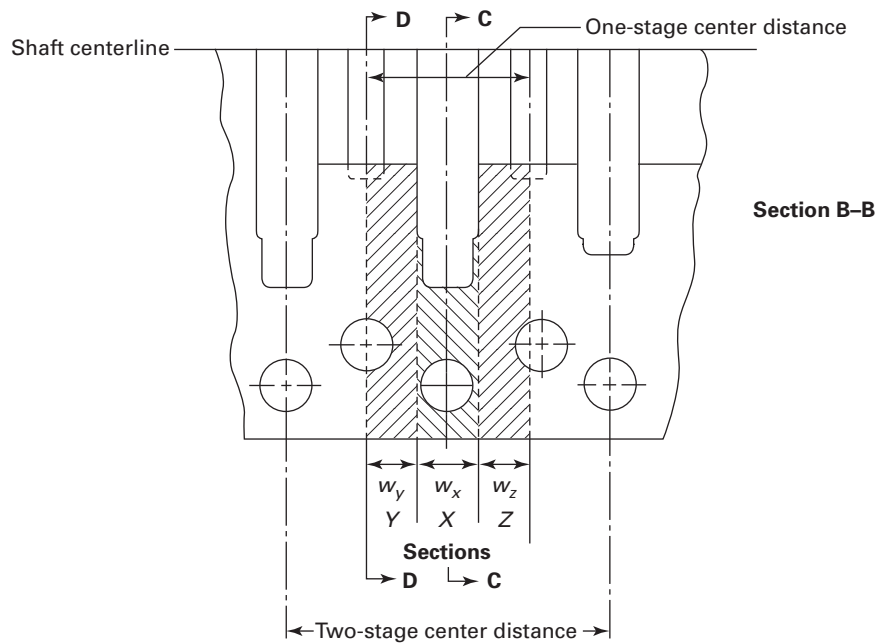 D C
One-stage center distance
Shaft centerline
Section B–B
w_y w_x w_z
Y X Z
Sections
D C
Two-stage center distance